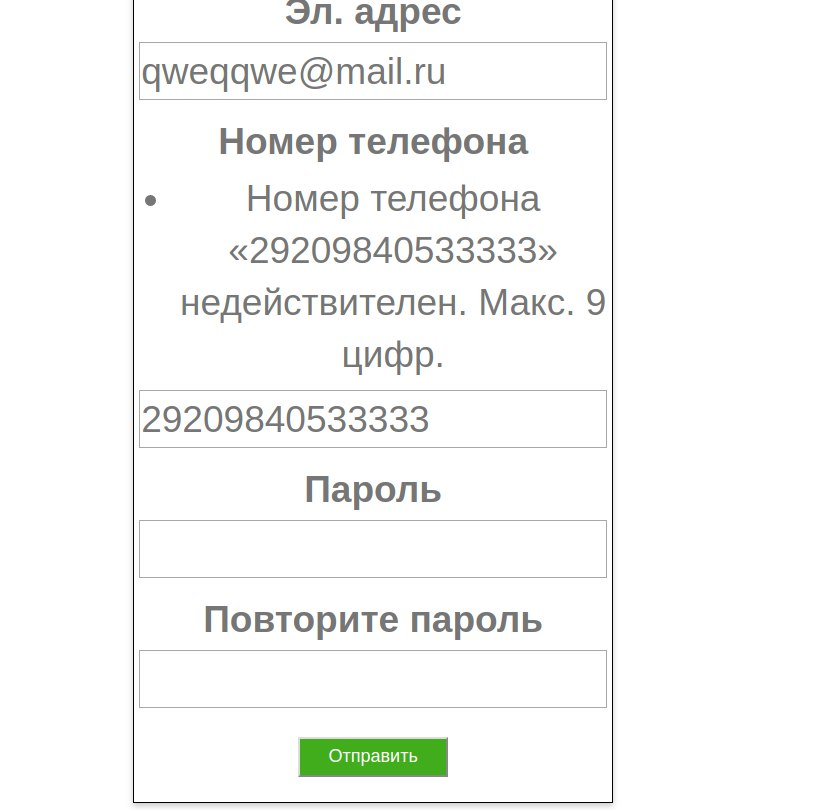 Эл. адрес
qweqqwe@mail.ru
Номер телефона
Номер телефона
«29209840533333»
недействителен. Макс. 9
цифр.
29209840533333
Пароль
Повторите пароль
Отправить